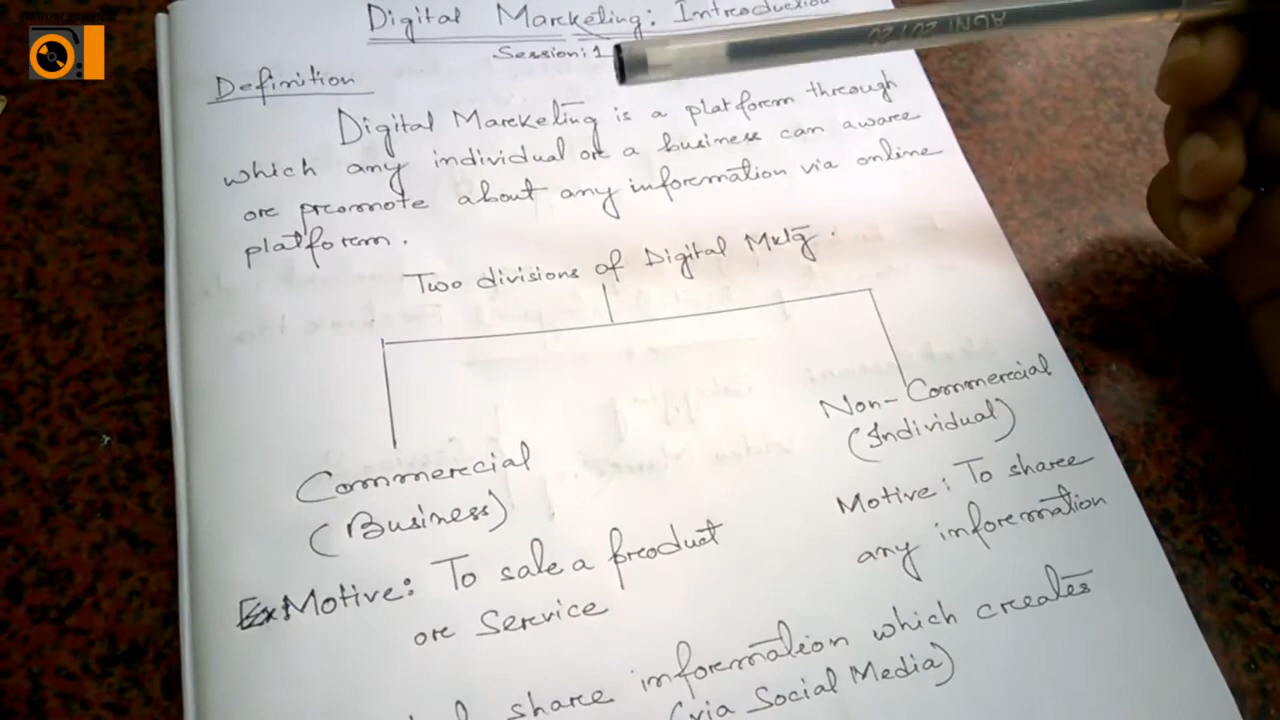 Digital Marketing: Introduction
Session: 1
Definition
Digital Marketing is a platform through
which any individual or a business can aware
or promote about any information via online
platform.
Two divisions of Digital Mktg.
Commercial
(Business)
Motive: To sale a product
or Service
Non-Commercial
(Individual)
Motive: To share
any information
share information which creates
(via Social Media)
AGNI 2020